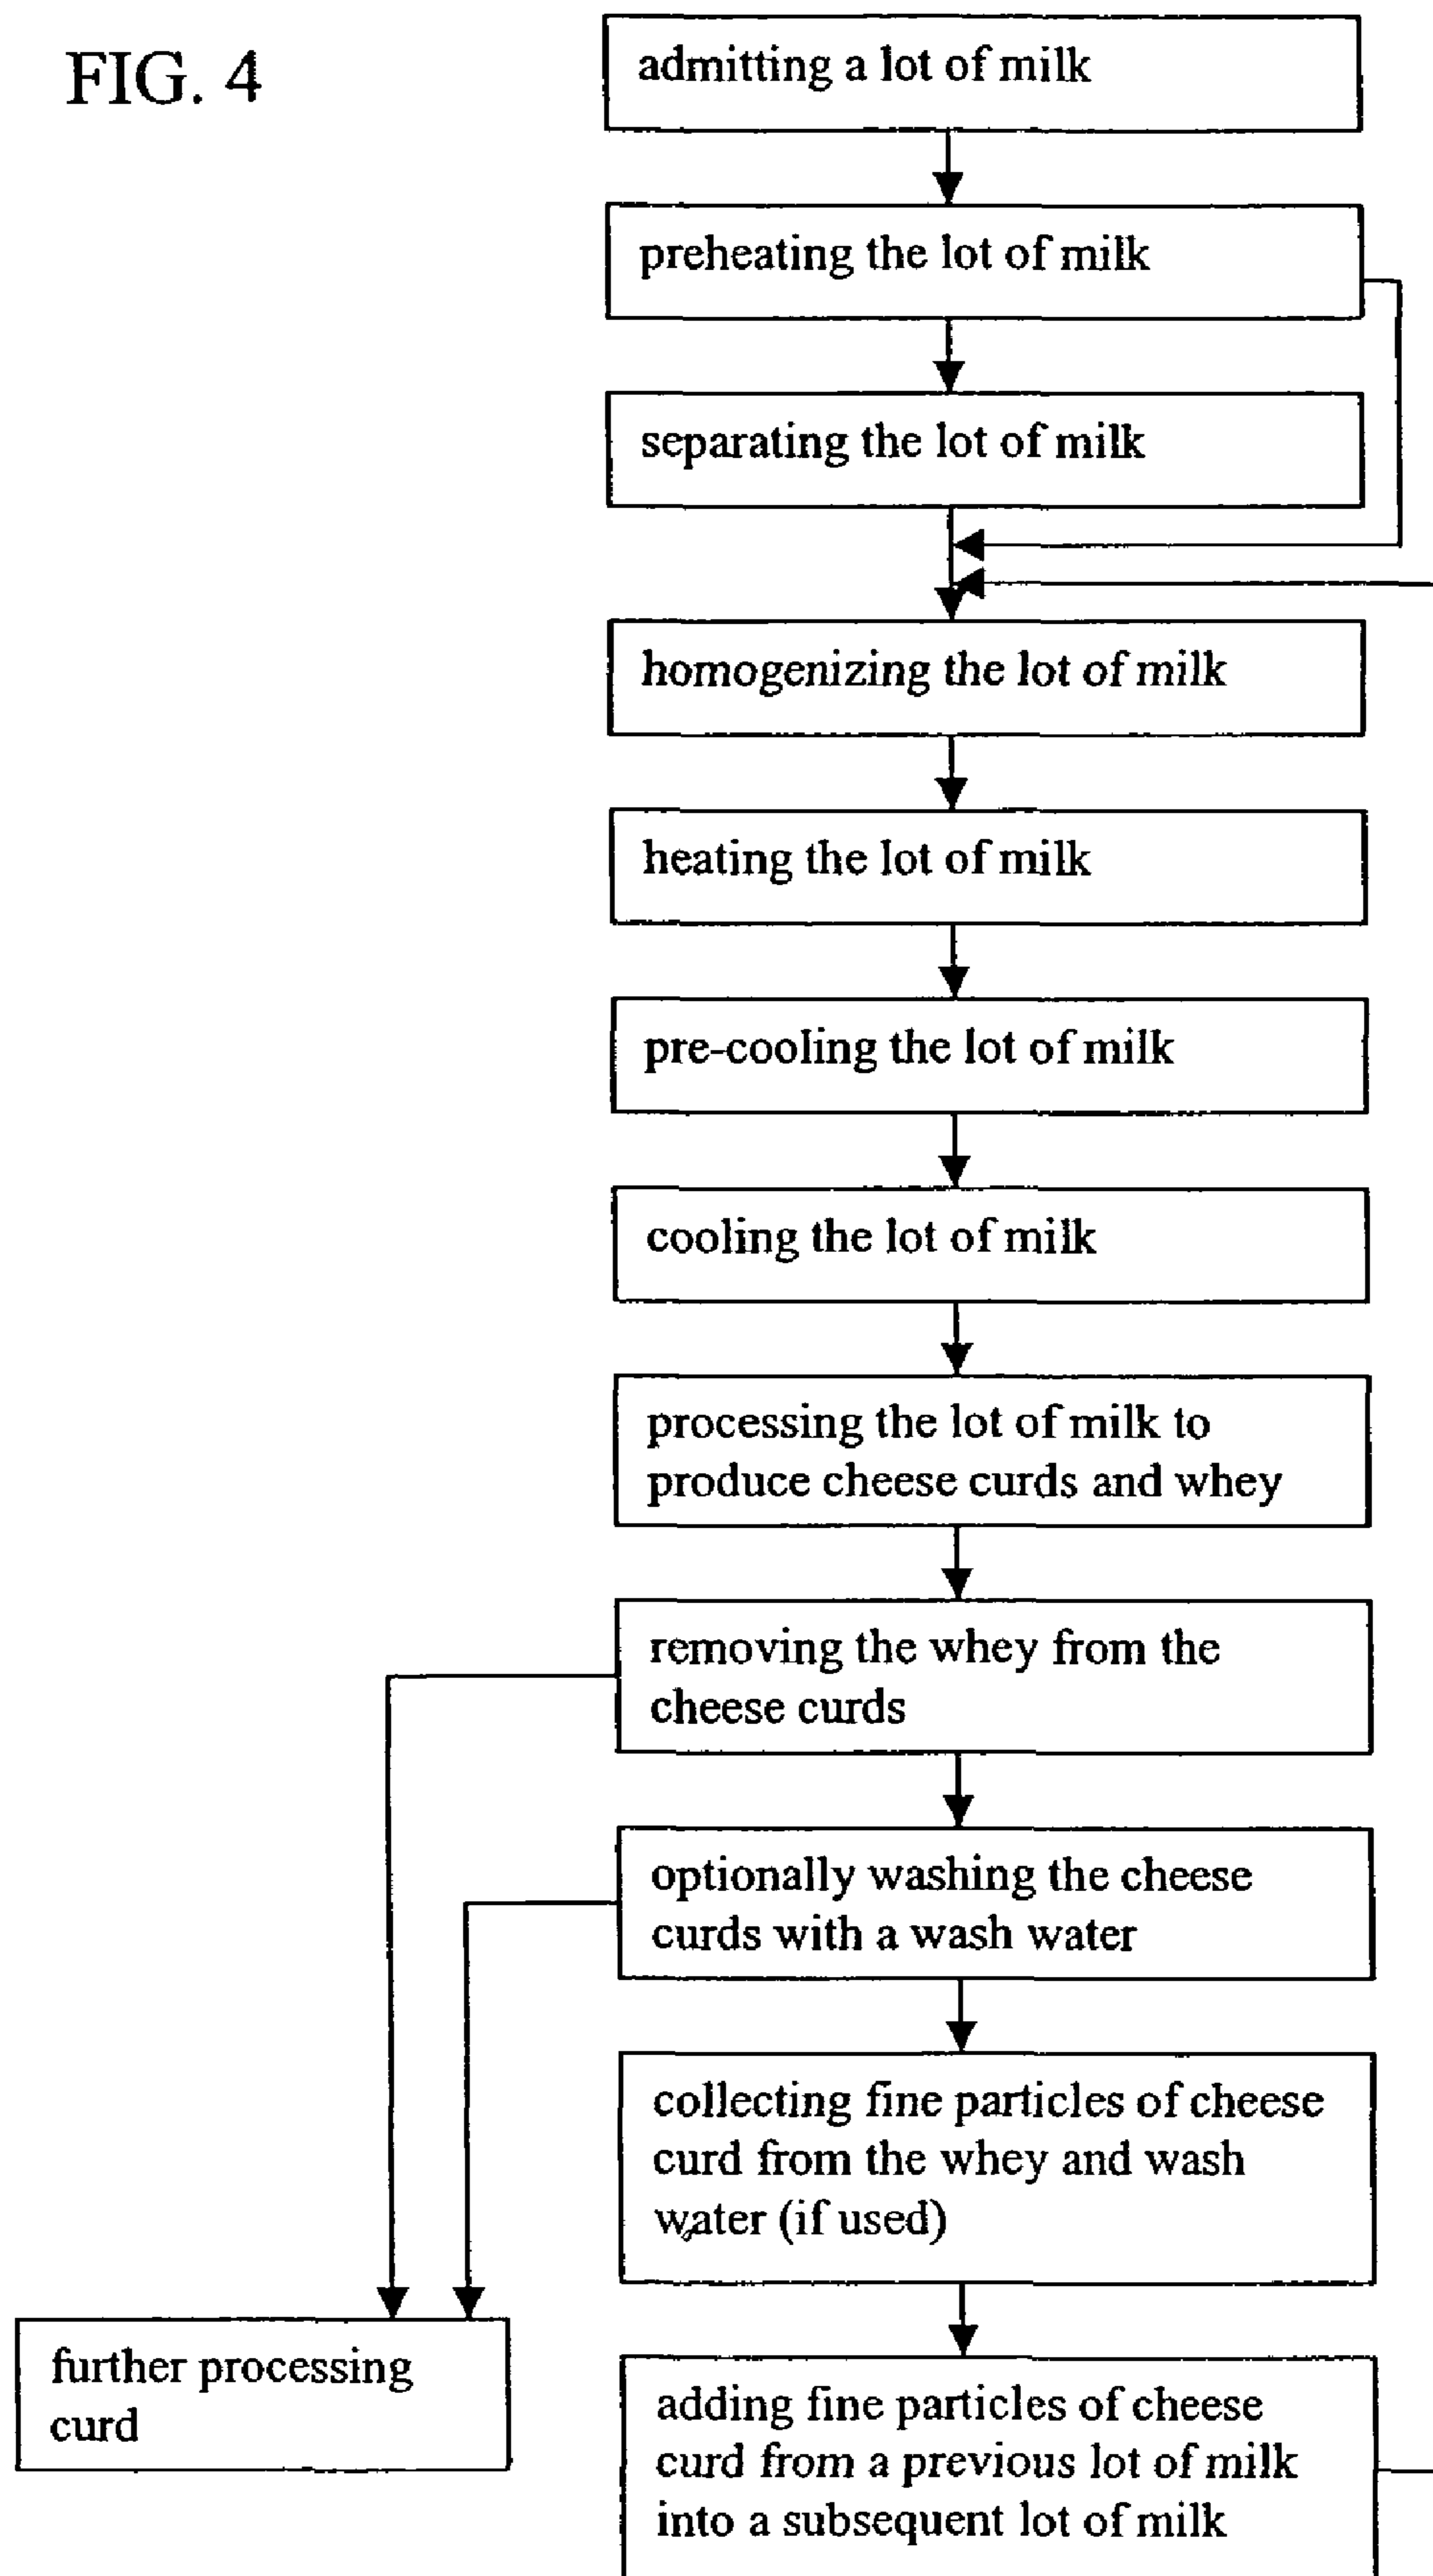 FIG. 4
admitting a lot of milk
preheating the lot of milk
separating the lot of milk
homogenizing the lot of milk
heating the lot of milk
pre-cooling the lot of milk
cooling the lot of milk
processing the lot of milk to
produce cheese curds and whey
removing the whey from the
cheese curds
optionally washing the cheese
curds with a wash water
collecting fine particles of cheese
curd from the whey and wash
water (if used)
further processing
curd
adding fine particles of cheese
curd from a previous lot of milk
into a subsequent lot of milk